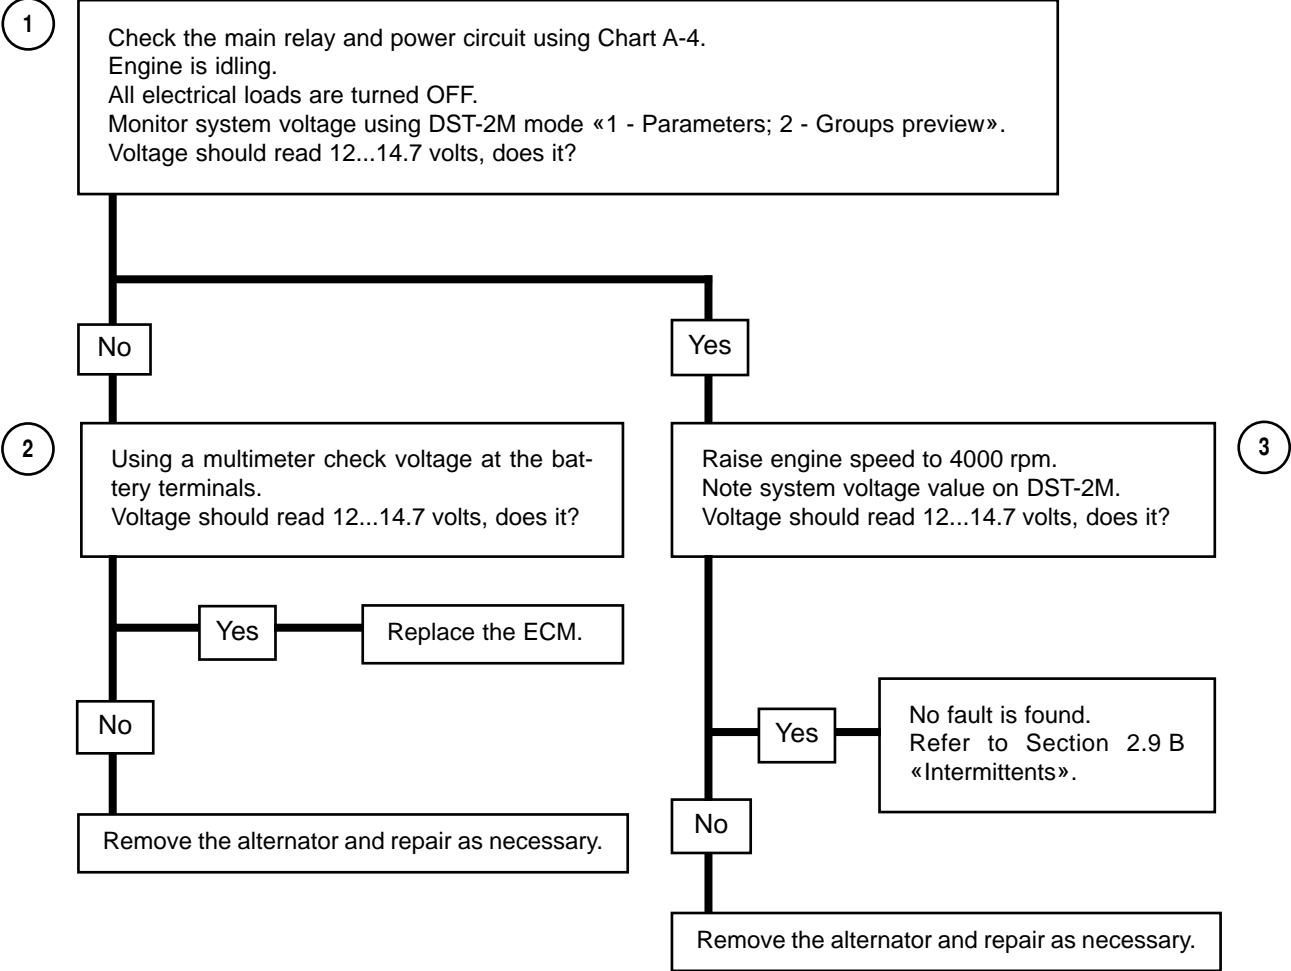 1
Check the main relay and power circuit using Chart A-4.
Engine is idling.
All electrical loads are turned OFF.
Monitor system voltage using DST-2M mode «1 - Parameters; 2 - Groups preview».
Voltage should read 12...14.7 volts, does it?
No
Yes
2
Using a multimeter check voltage at the bat-
tery terminals.
Voltage should read 12...14.7 volts, does it?
Raise engine speed to 4000 rpm.
Note system voltage value on DST-2M.
Voltage should read 12...14.7 volts, does it?
3
Yes
Replace the ECM.
No
Remove the alternator and repair as necessary.
Yes
No fault is found.
Refer to Section 2.9 B
«Intermittents».
No
Remove the alternator and repair as necessary.